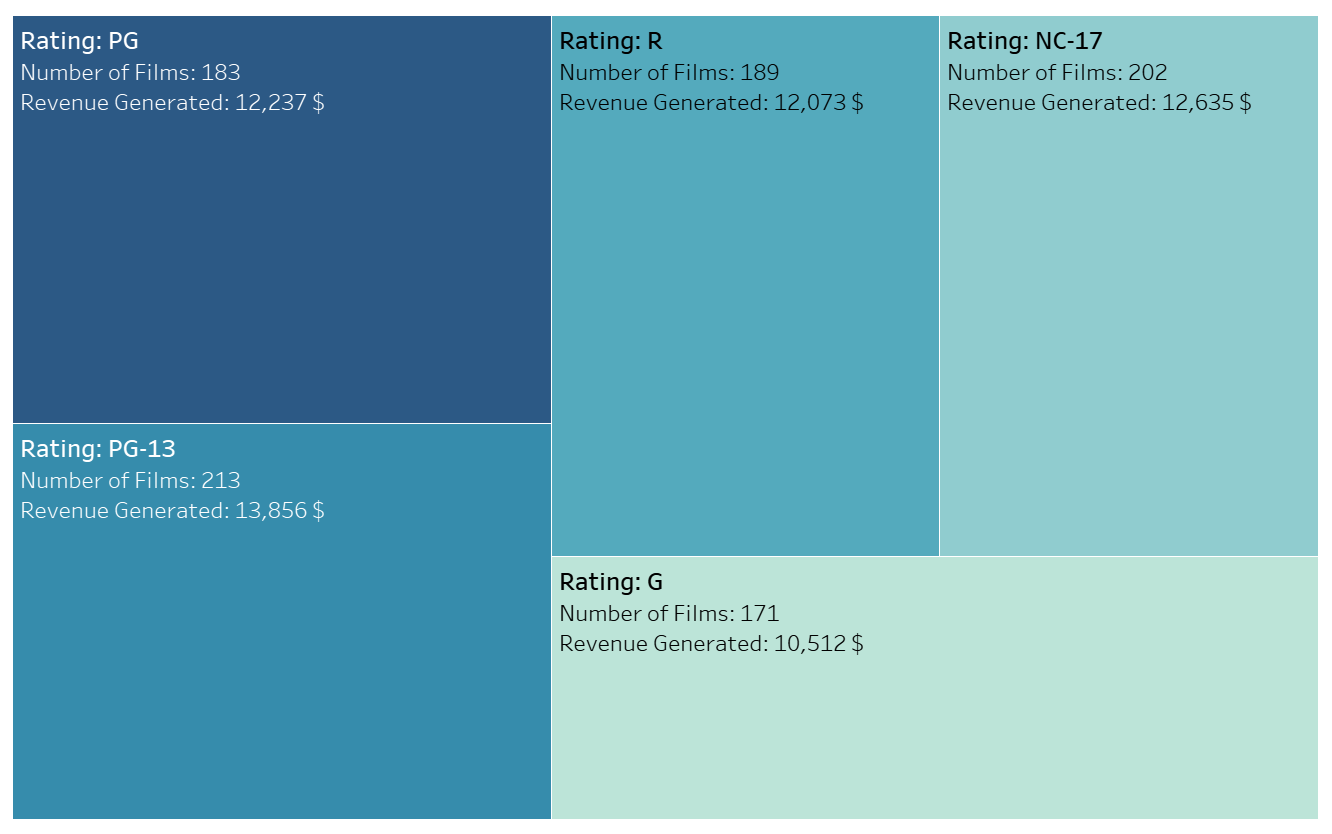 Rating: PG
Number of Films: 183
Revenue Generated: 12,237 $
Rating: PG-13
Number of Films: 213
Revenue Generated: 13,856 $
Rating: R
Number of Films: 189
Revenue Generated: 12,073 $
Rating: NC-17
Number of Films: 202
Revenue Generated: 12,635 $
Rating: G
Number of Films: 171
Revenue Generated: 10,512 $